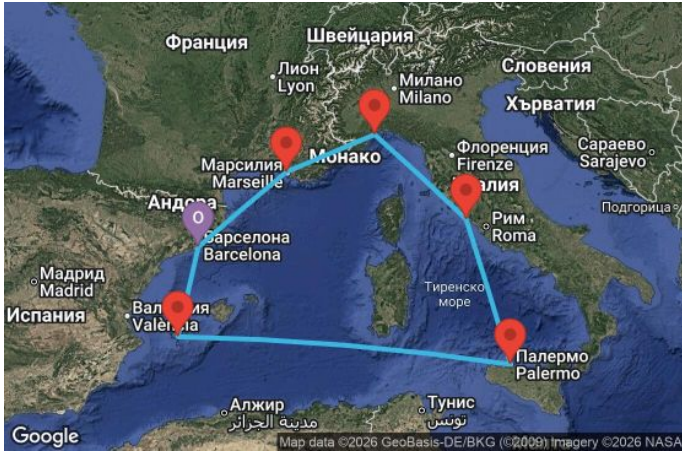 Швейцария
Франция
Словения
Лион
Lyon
Милано
Milano
Хърватия
Флоренция
Firenze
Сараево
Sarajevo
Монако
Марсилия
Marseille
Андора
Италия
Подгорица
O
Барселона
Barcelona
Рим
Roma
Мадрид
Madrid
Валенсия
València
Испания
Тиренско
море
Палермо
Palermo
Алжир
مدينة الجزائر
Тунис
تونس
Google
Map data ©2026 GeoBasis-DE/BKG (©2009) Imagery ©2026 NASA